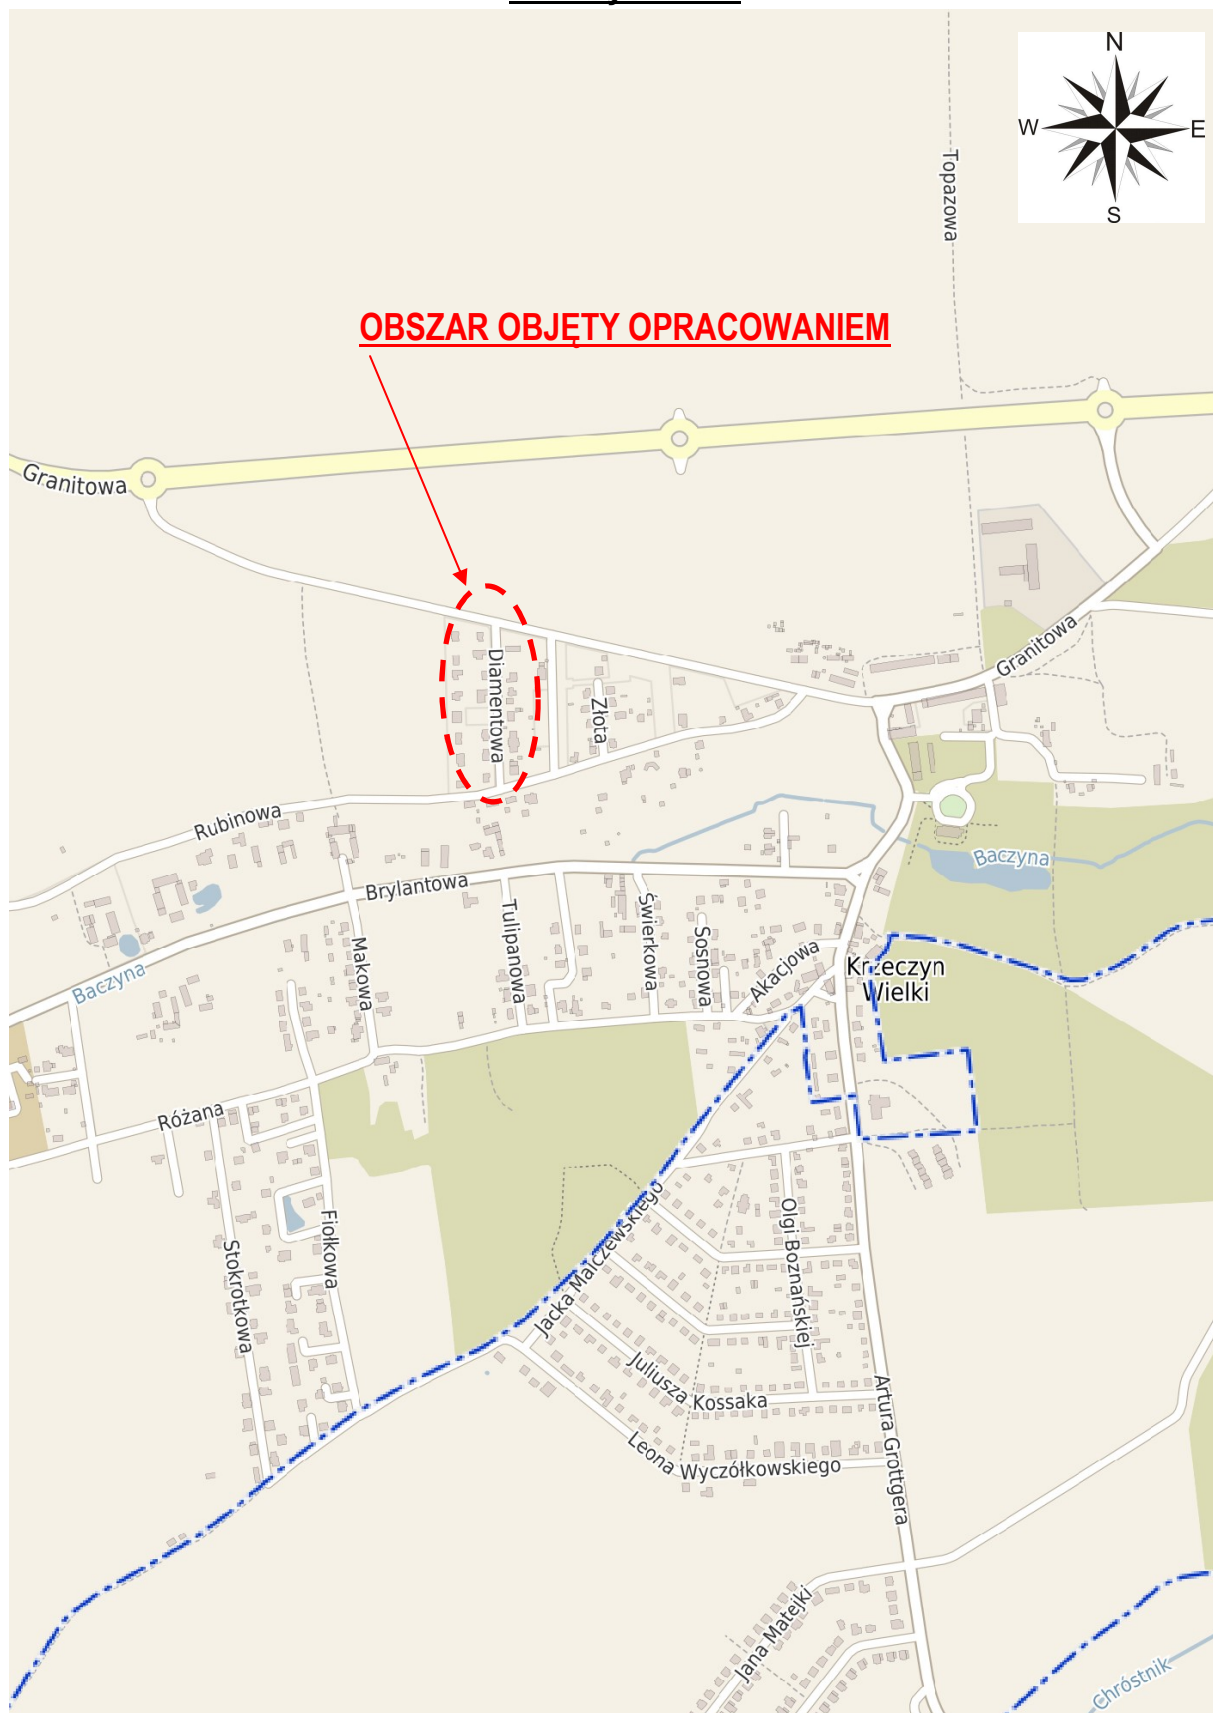 N
W
E
S
Topazowa
OBSZAR OBJĘTY OPRACOWANIEM
Granitowa
Granitowa
Diamentowa
Złota
Rubinowa
Brylantowa
Baczyna
Baczyna
Tulipanowa
Świerkowa
Sosnowa
Akacjowa
Makowa
Krzeczyn
Wielki
Różana
Fiołkowa
Stokrotkowa
Jacka Malczewskiego
Olgi Boznańskiej
Juliusza Kossaka
Leona Wyczółkowskiego
Artura Grottgera
Jana Matejki
Chróstnik